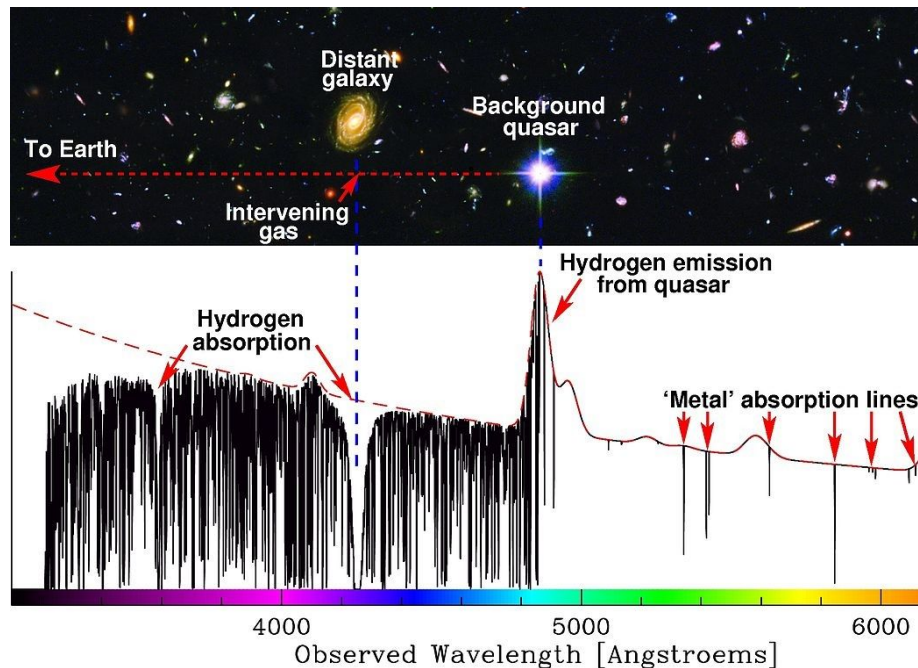 Distant
galaxy
Background
quasar
To Earth
Intervening
gas
Hydrogen emission
from quasar
Hydrogen
absorption
‘Metal’ absorption lines
4000
5000
6000
Observed Wavelength [Angstroems]